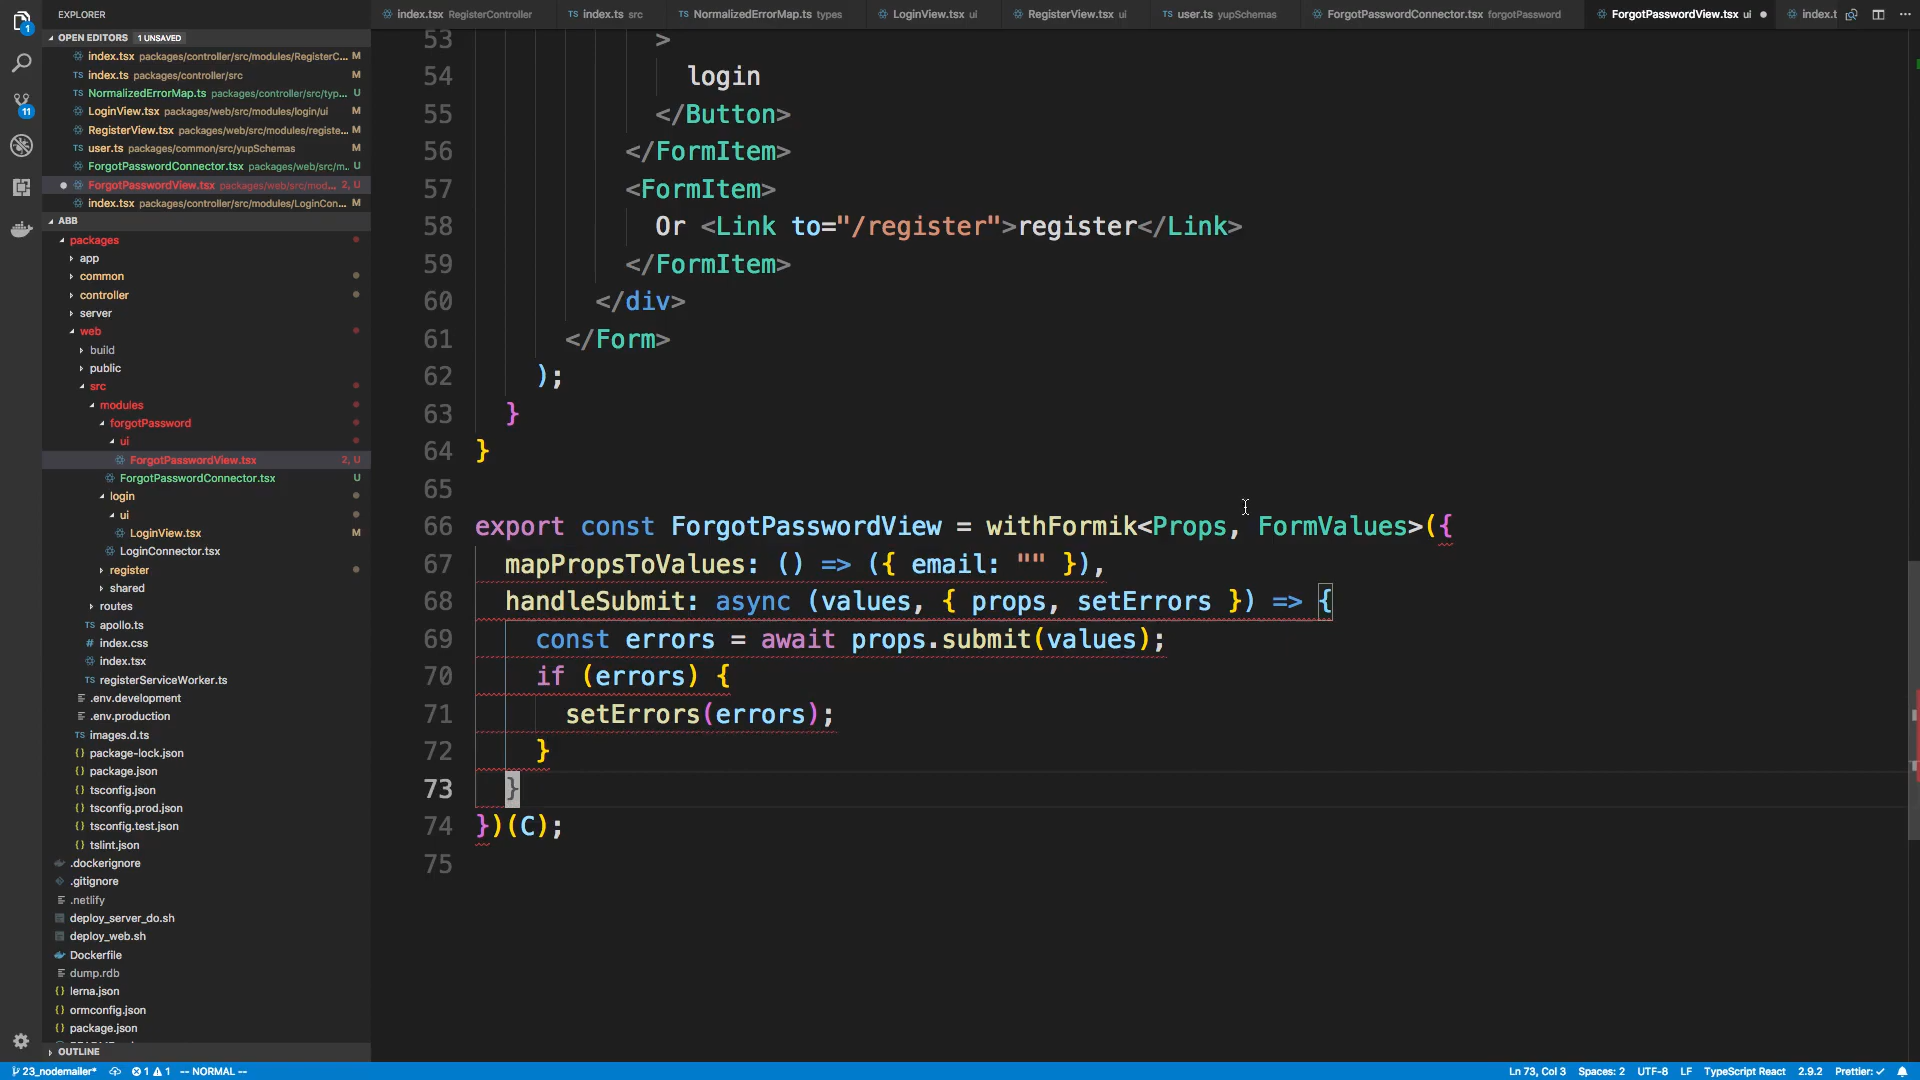 EXPLORER
OPEN EDITORS 1 UNSAVED
index.tsx packages/controller/src/modules/RegisterC... M
index.ts packages/controller/src M
NormalizedErrorMap.ts packages/controller/src/typ... U
LoginView.tsx packages/web/src/modules/login/ui M
RegisterView.tsx packages/web/src/modules/registe... M
user.ts packages/common/src/yupSchemas M
ForgotPasswordConnector.tsx packages/web/src/m... U
ForgotPasswordView.tsx packages/web/src/mod... 2, U
index.tsx packages/controller/src/modules/LoginCon... M
ABB
packages
app
common
controller
server
web
build
public
src
modules
forgotPassword
ui
ForgotPasswordView.tsx 2, U
ForgotPasswordConnector.tsx U
login
ui
LoginView.tsx M
LoginConnector.tsx
register
shared
routes
TS apollo.ts
# index.css
index.tsx
TS registerServiceWorker.ts
.env.development
.env.production
TS images.d.ts
{} package-lock.json
{} package.json
{} tsconfig.json
{} tsconfig.prod.json
{} tsconfig.test.json
{} tslint.json
.dockerignore
.gitignore
.netlify
deploy_server_do.sh
deploy_web.sh
Dockerfile
dump.rdb
{} lerna.json
{} ormconfig.json
{} package.json
OUTLINE
index.tsx RegisterController
TS index.ts src
TS NormalizedErrorMap.ts types
LoginView.tsx ui
RegisterView.tsx ui
TS user.ts yupSchemas
ForgotPasswordConnector.tsx forgotPassword
ForgotPasswordView.tsx ui
index.t
53 >
54 login
55 </Button>
56 </FormItem>
57 <FormItem>
58 Or <Link to="/register">register</Link>
59 </FormItem>
60 </div>
61 </Form>
62 );
63 }
64 }
65
66 export const ForgotPasswordView = withFormik<Props, FormValues>({
67 mapPropsToValues: () => ({ email: "" }),
68 handleSubmit: async (values, { props, setErrors }) => {
69 const errors = await props.submit(values);
70 if (errors) {
71 setErrors(errors);
72 }
73 }
74 })(C);
75
23_nodemailer* 1 1 -- NORMAL --
Ln 73, Col 3 Spaces: 2 UTF-8 LF TypeScript React 2.9.2 Prettier: ✓
1
11